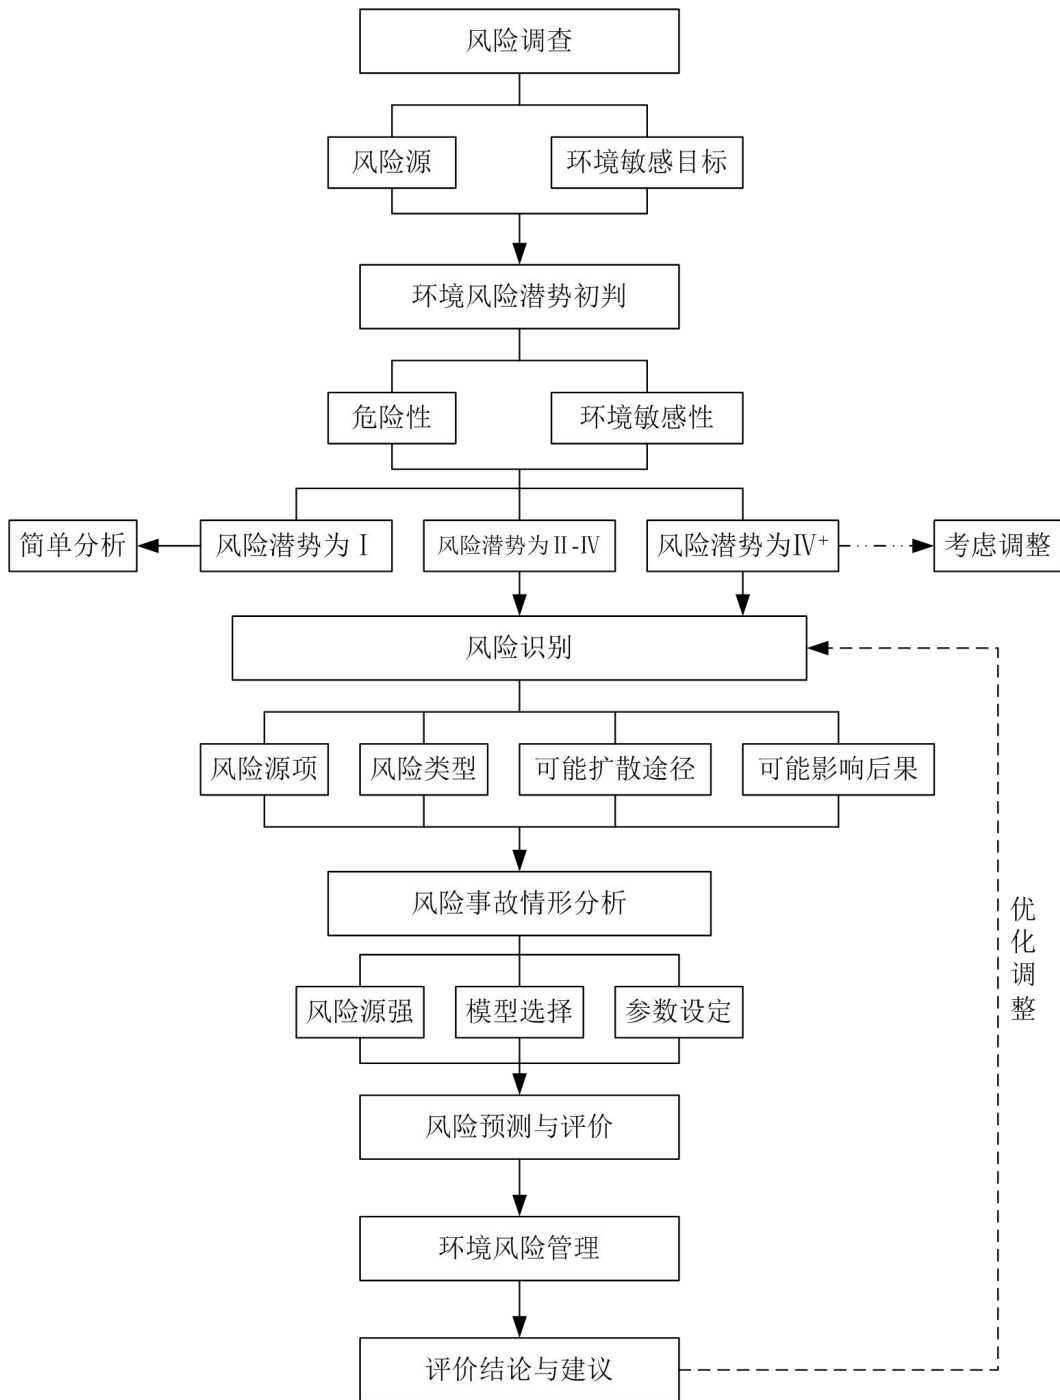 风险调查
风险源
环境敏感目标
环境风险潜势初判
危险性
环境敏感性
简单分析
风险潜势为Ⅰ
风险潜势为Ⅱ-Ⅳ
风险潜势为Ⅳ⁺
考虑调整
风险识别
风险源项
风险类型
可能扩散途径
可能影响后果
风险事故情形分析
优化调整
风险源强
模型选择
参数设定
风险预测与评价
环境风险管理
评价结论与建议